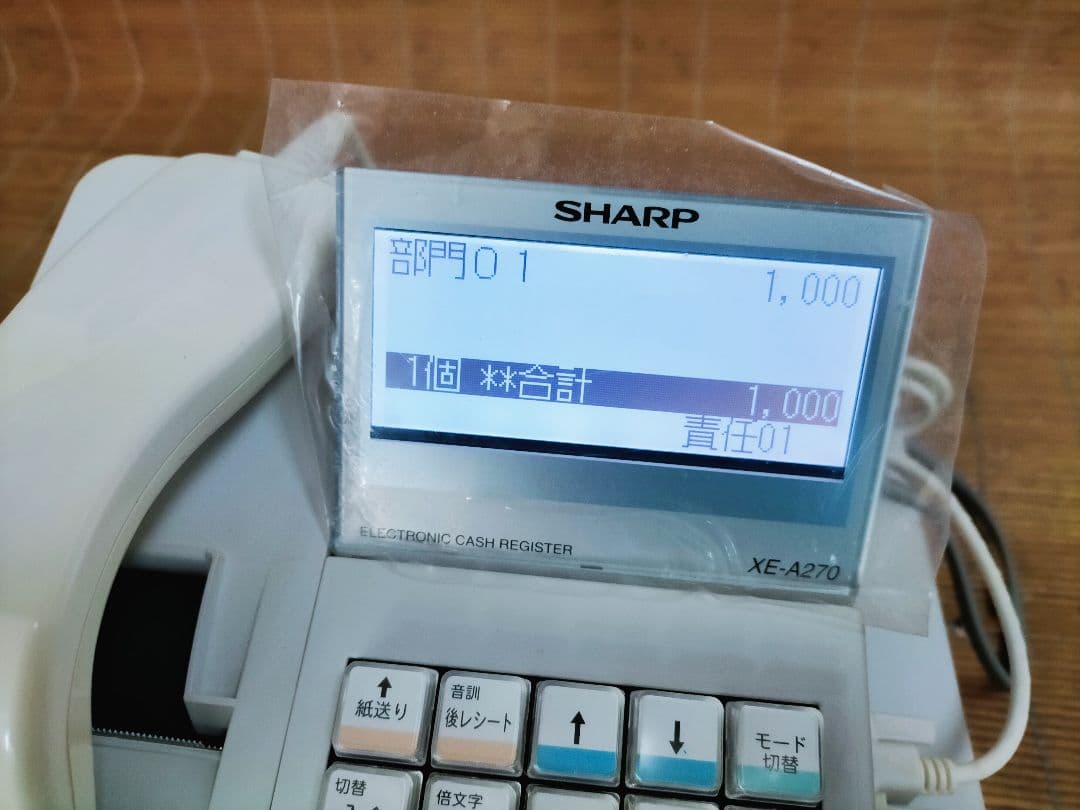 SHARP
部門01 1,000
1個 **合計 1,000
責任01
ELECTRONIC CASH REGISTER
XE-A270
↑ 紙送り
音訓 後レシート
↑
↓
モード 切替
切替
倍文字